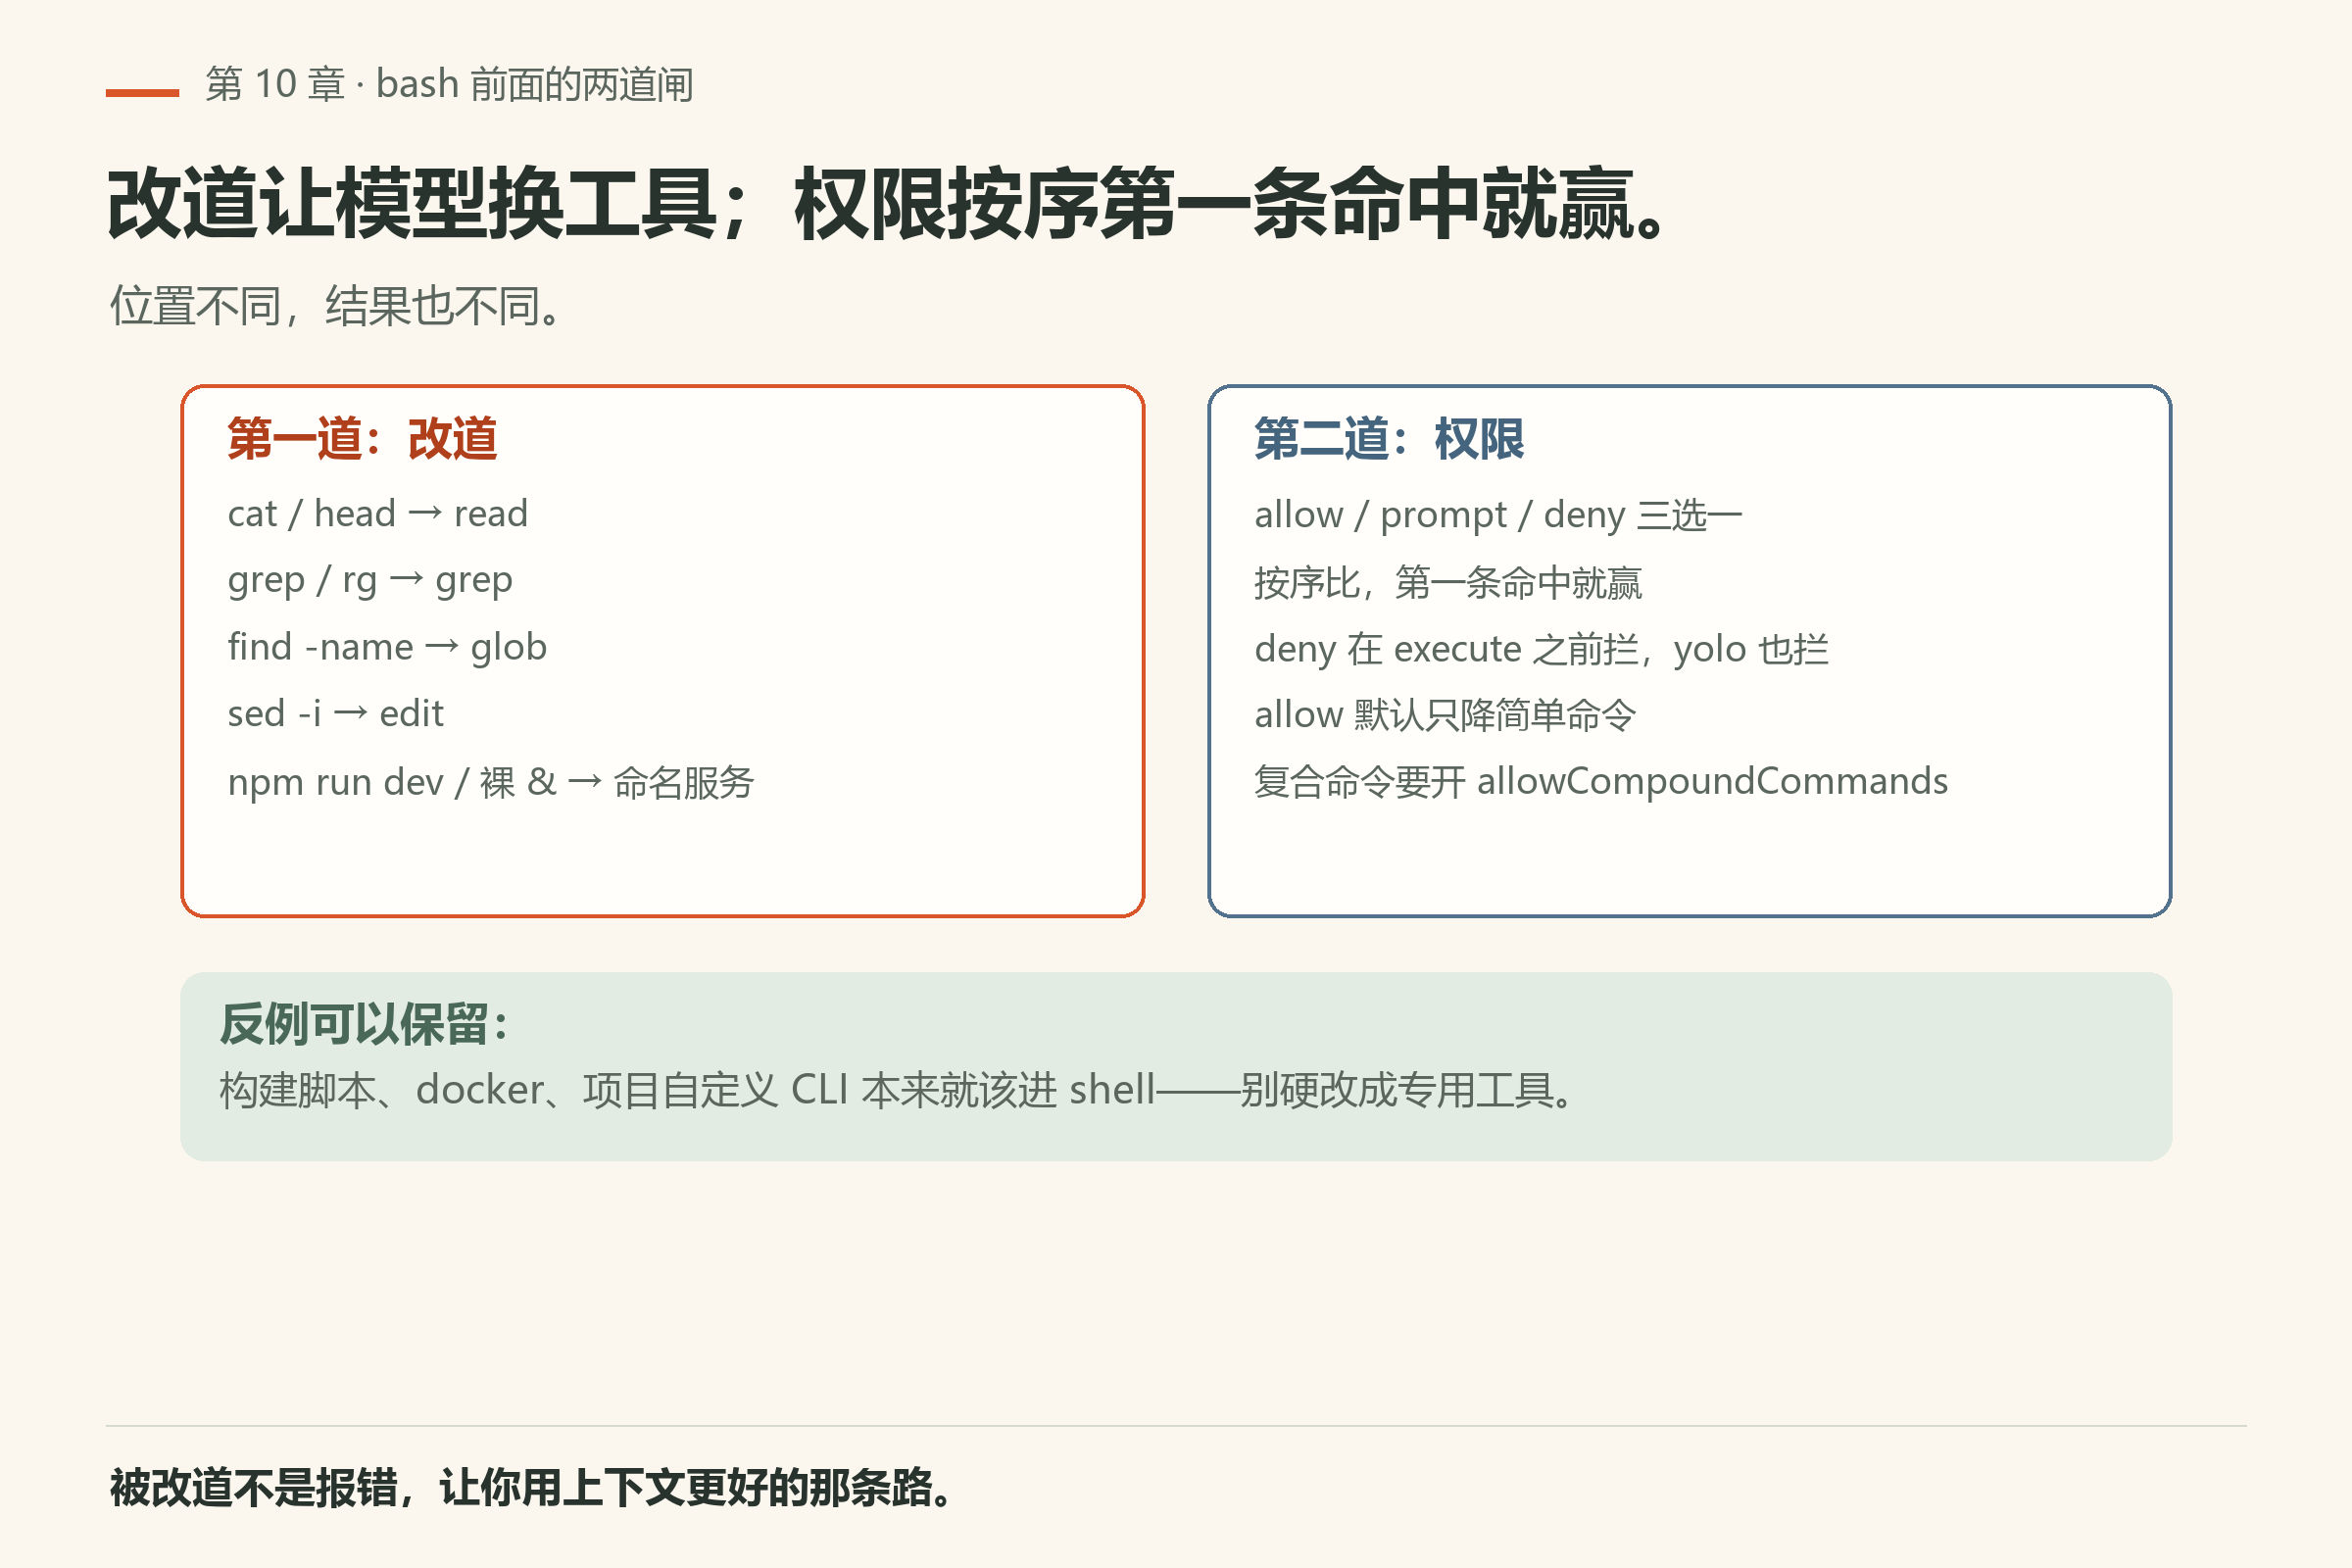 第 10 章 · bash 前面的两道闸
改道让模型换工具；权限按序第一条命中就赢。
位置不同，结果也不同。
第一道：改道
cat / head → read
grep / rg → grep
find -name → glob
sed -i → edit
npm run dev / 裸 & → 命名服务
第二道：权限
allow / prompt / deny 三选一
按序比，第一条命中就赢
deny 在 execute 之前拦，yolo 也拦
allow 默认只降简单命令
复合命令要开 allowCompoundCommands
反例可以保留：
构建脚本、docker、项目自定义 CLI 本来就该进 shell——别硬改成专用工具。
被改道不是报错，让你用上下文更好的那条路。